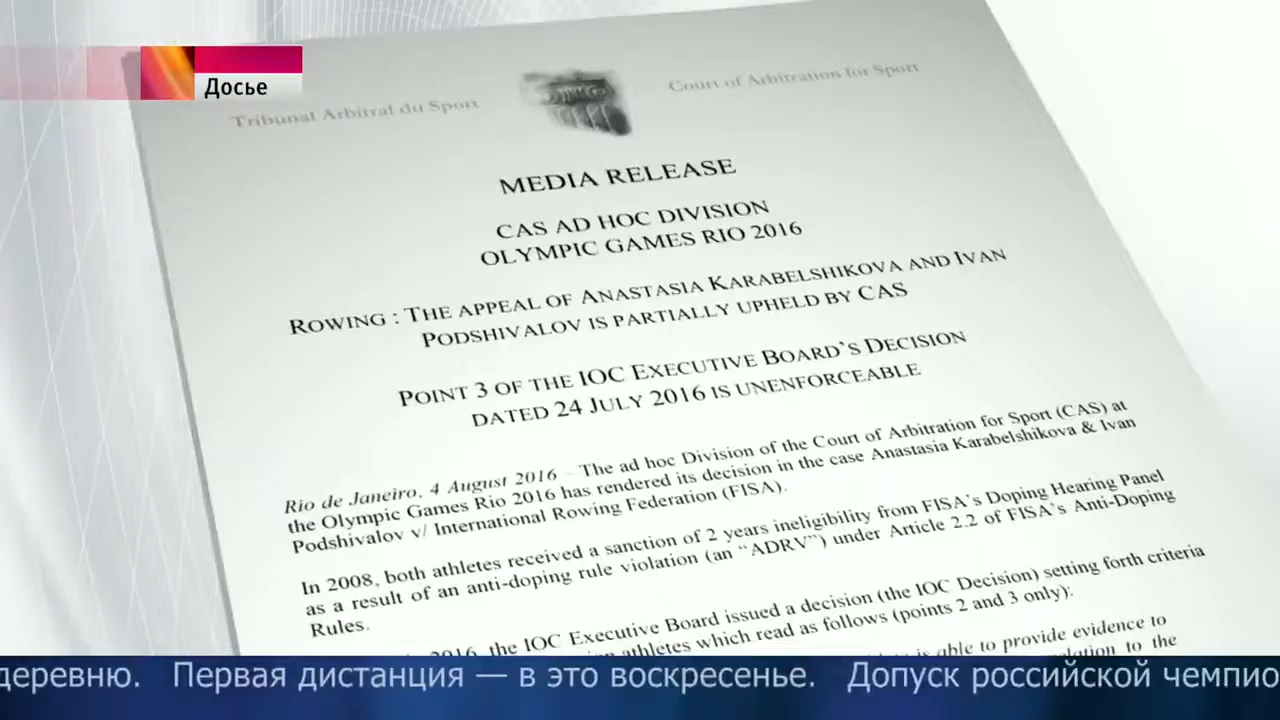 Досье
Tribunal Arbitral du Sport
Court of Arbitration for Sport
MEDIA RELEASE
CAS AD HOC DIVISION
OLYMPIC GAMES RIO 2016
ROWING : THE APPEAL OF ANASTASIA KARABELSHIKOVA AND IVAN
PODSHIVALOV IS PARTIALLY UPHELD BY CAS
POINT 3 OF THE IOC EXECUTIVE BOARD'S DECISION
DATED 24 JULY 2016 IS UNENFORCEABLE
Rio de Janeiro, 4 August 2016 – The ad hoc Division of the Court of Arbitration for Sport (CAS) at
the Olympic Games Rio 2016 has rendered its decision in the case Anastasia Karabelshikova & Ivan
Podshivalov v/ International Rowing Federation (FISA).
In 2008, both athletes received a sanction of 2 years ineligibility from FISA's Doping Hearing Panel
as a result of an anti-doping rule violation (an “ADRV”) under Article 2.2 of FISA's Anti-Doping
Rules.
2016, the IOC Executive Board issued a decision (the IOC Decision) setting forth criteria
athletes which read as follows (points 2 and 3 only):
is able to provide evidence to
to the
деревню. Первая дистанция — в это воскресенье. Допуск российской чемпио